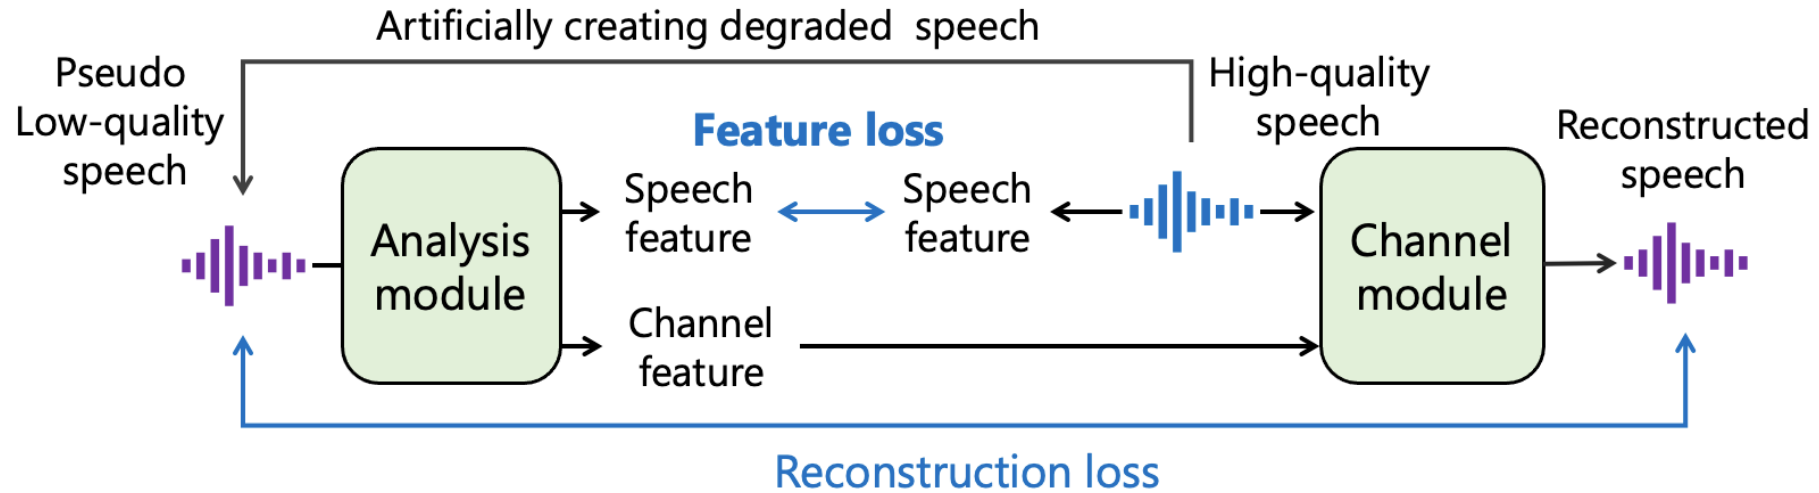 Artificially creating degraded speech
Pseudo
Low-quality
speech
High-quality
speech
Reconstructed
speech
Feature loss
Analysis
module
Speech
feature
Speech
feature
Channel
feature
Channel
module
Reconstruction loss